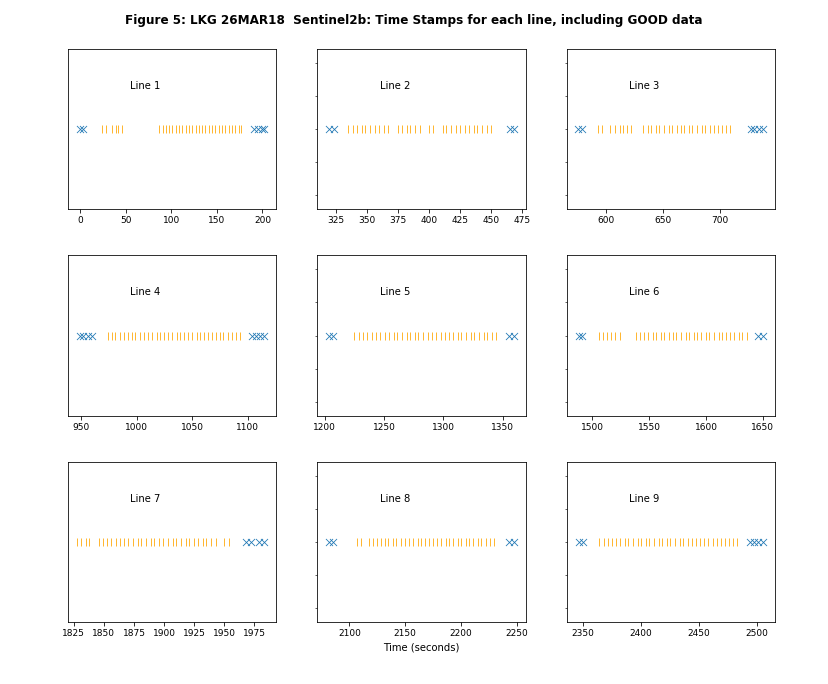 Figure 5: LKG 26MAR18  Sentinel2b: Time Stamps for each line, including GOOD data
Line 1
Line 2
Line 3
0 50 100 150 200
325 350 375 400 425 450 475
600 650 700
Line 4
Line 5
Line 6
950 1000 1050 1100
1200 1250 1300 1350
1500 1550 1600 1650
Line 7
Line 8
Line 9
1825 1850 1875 1900 1925 1950 1975
2100 2150 2200 2250
2350 2400 2450 2500
Time (seconds)